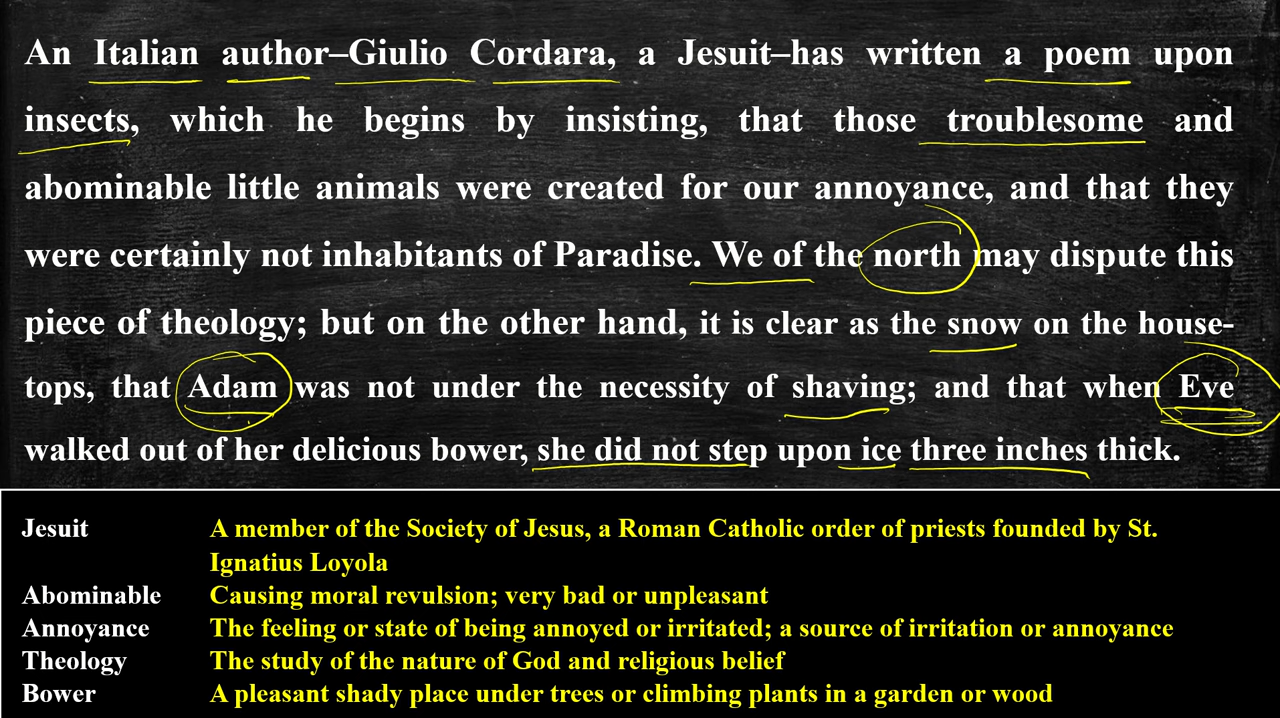 An Italian author–Giulio Cordara, a Jesuit–has written a poem upon
insects, which he begins by insisting, that those troublesome and
abominable little animals were created for our annoyance, and that they
were certainly not inhabitants of Paradise. We of the north may dispute this
piece of theology; but on the other hand, it is clear as the snow on the house-
tops, that Adam was not under the necessity of shaving; and that when Eve
walked out of her delicious bower, she did not step upon ice three inches thick.
Jesuit A member of the Society of Jesus, a Roman Catholic order of priests founded by St.
Ignatius Loyola
Abominable Causing moral revulsion; very bad or unpleasant
Annoyance The feeling or state of being annoyed or irritated; a source of irritation or annoyance
Theology The study of the nature of God and religious belief
Bower A pleasant shady place under trees or climbing plants in a garden or wood